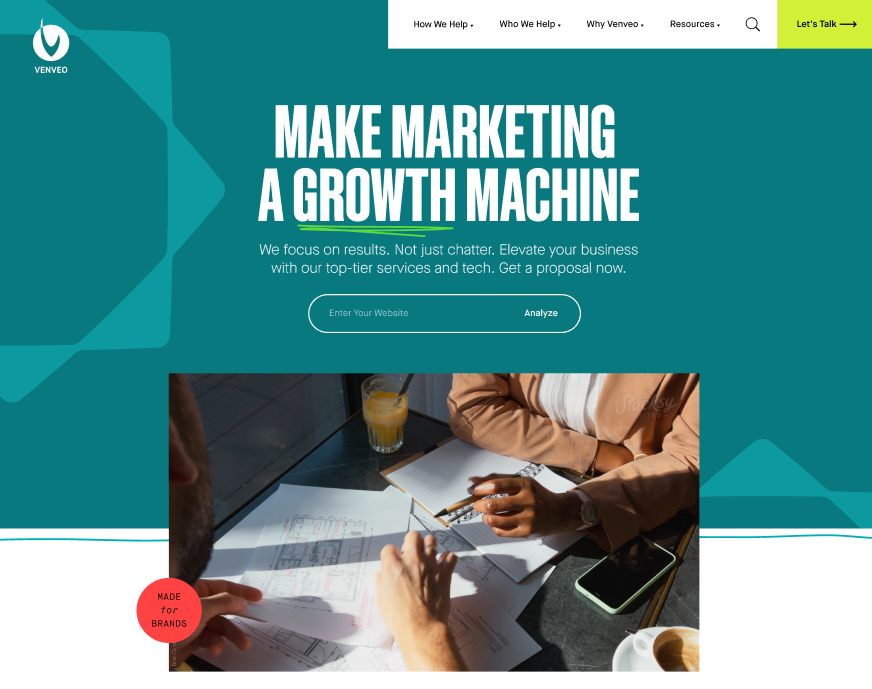 How We Help
Who We Help
Why Venveo
Resources
Let's Talk
VENVEO
MAKE MARKETING
A GROWTH MACHINE
We focus on results. Not just chatter. Elevate your business
with our top-tier services and tech. Get a proposal now.
Enter Your Website
Analyze
Stocksy
MADE
for
BRANDS